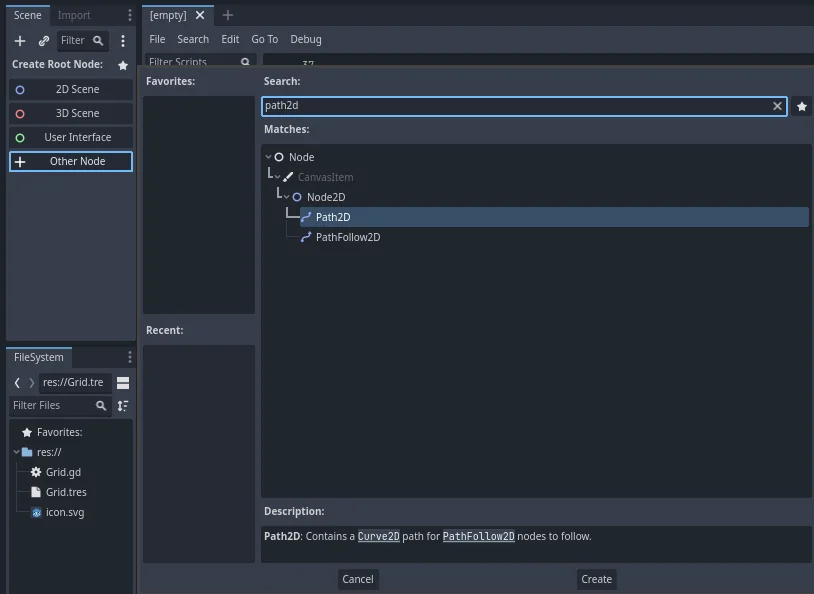 Scene Import
[empty]
Filter
File Search Edit Go To Debug
Create Root Node:
Filter Scripts
37
2D Scene
3D Scene
User Interface
Other Node
Favorites:
Search:
path2d
Matches:
Node
CanvasItem
Node2D
Path2D
PathFollow2D
Recent:
FileSystem
res://Grid.tre
Filter Files
Favorites:
res://
Grid.gd
Grid.tres
icon.svg
Description:
Path2D: Contains a Curve2D path for PathFollow2D nodes to follow.
Cancel Create